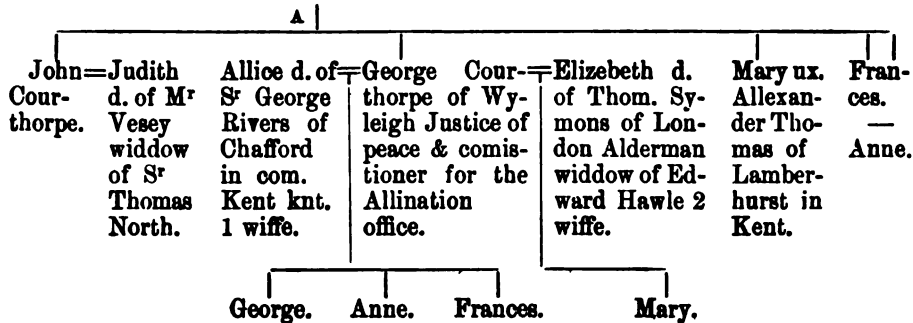 A
John=Judith
Cour-
thorpe.
d. of Mʳ
Vesey
widdow
of Sʳ
Thomas
North.
Allice d. of=George Cour-=Elizebeth d.
Sʳ George
Rivers of
Chafford
in com.
Kent knt.
1 wiffe.
thorpe of Wy-
leigh Justice of
peace & comis-
tioner for the
Allination
office.
of Thom. Sy-
mons of Lon-
don Alderman
widdow of Ed-
ward Hawle 2
wiffe.
Mary ux.
Allexan-
der Tho-
mas of
Lamber-
hurst in
Kent.
Fran-
ces.
—
Anne.
George. Anne. Frances. Mary.